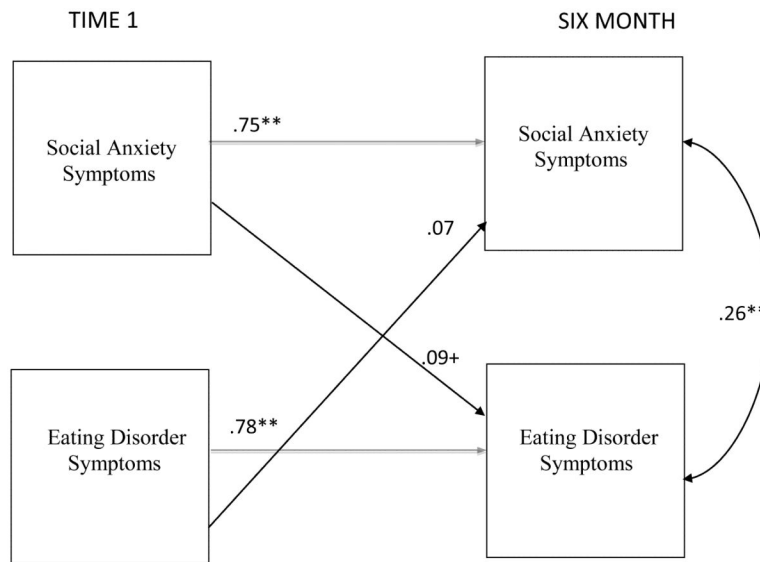 TIME 1
SIX MONTH
Social Anxiety
Symptoms
.75**
Social Anxiety
Symptoms
.07
.26**
.09+
Eating Disorder
Symptoms
.78**
Eating Disorder
Symptoms